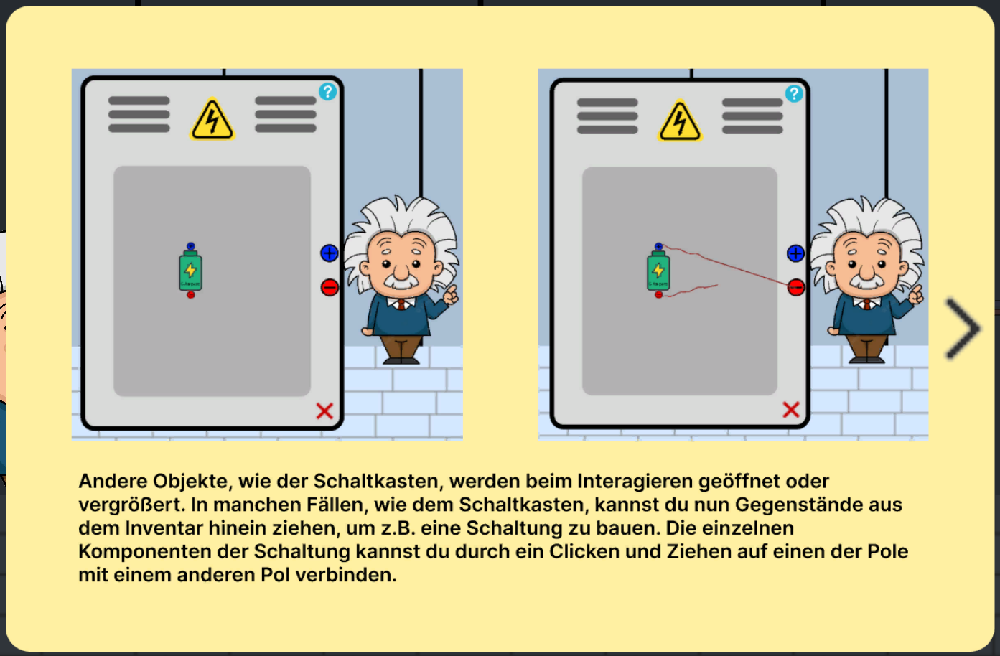 Andere Objekte, wie der Schaltkasten, werden beim Interagieren geöffnet oder
vergrößert. In manchen Fällen, wie dem Schaltkasten, kannst du nun Gegenstände aus
dem Inventar hinein ziehen, um z.B. eine Schaltung zu bauen. Die einzelnen
Komponenten der Schaltung kannst du durch ein Clicken und Ziehen auf einen der Pole
mit einem anderen Pol verbinden.